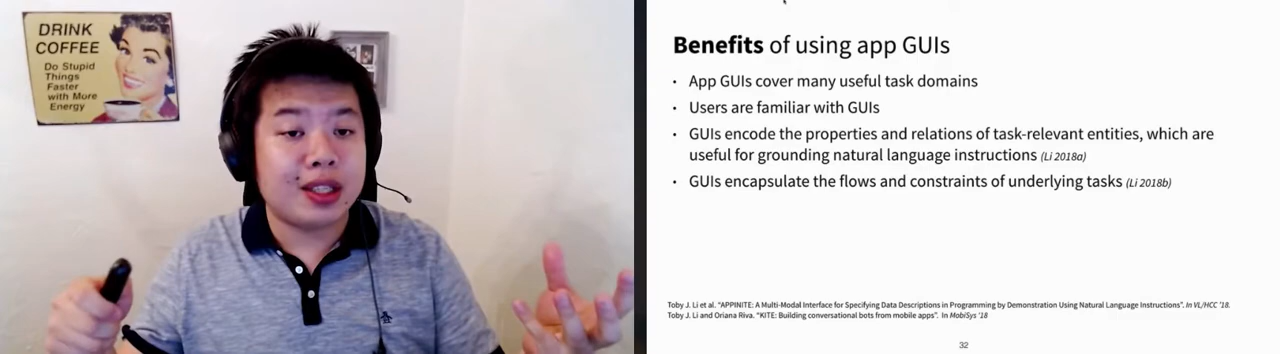 DRINK
COFFEE
Do Stupid
Things
Faster
with More
Energy
Benefits of using app GUIs
• App GUIs cover many useful task domains
• Users are familiar with GUIs
• GUIs encode the properties and relations of task-relevant entities, which are
useful for grounding natural language instructions (Li 2018a)
• GUIs encapsulate the flows and constraints of underlying tasks (Li 2018b)
Toby J. Li et al. "APPINITE: A Multi-Modal Interface for Specifying Data Descriptions in Programming by Demonstration Using Natural Language Instructions". In VL/HCC '18.
Toby J. Li and Oriana Riva. "KITE: Building conversational bots from mobile apps". In MobiSys '18
32